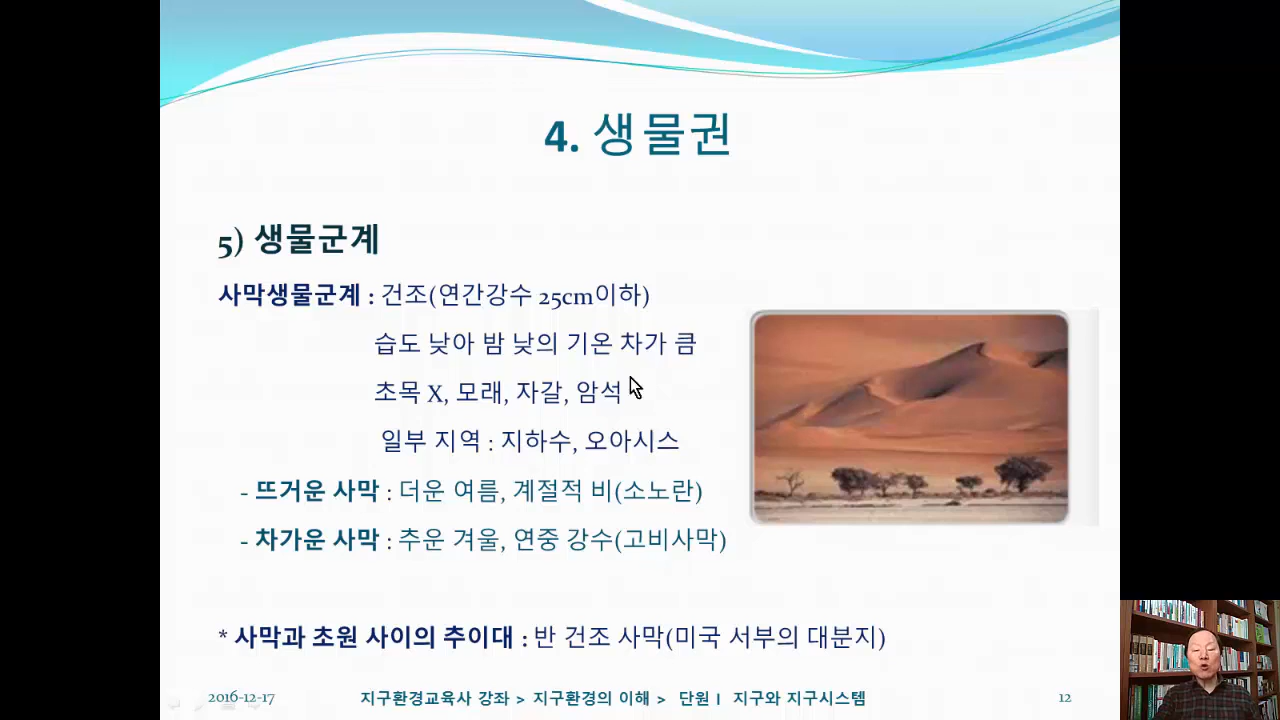 4. 생물권
5) 생물군계
사막생물군계 : 건조(연간강수 25cm이하)
습도 낮아 밤 낮의 기온 차가 큼
초목 X, 모래, 자갈, 암석
일부 지역 : 지하수, 오아시스
- 뜨거운 사막 : 더운 여름, 계절적 비(소노란)
- 차가운 사막 : 추운 겨울, 연중 강수(고비사막)
* 사막과 초원 사이의 추이대 : 반 건조 사막(미국 서부의 대분지)
2016-12-17 지구환경교육사 강좌 > 지구환경의 이해 > 단원 I 지구와 지구시스템 12